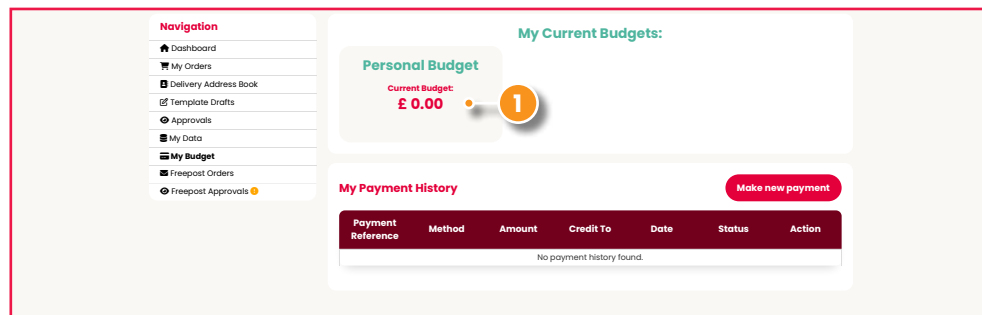 Navigation
Dashboard
My Orders
Delivery Address Book
Template Drafts
Approvals
My Data
My Budget
Freepost Orders
Freepost Approvals !
My Current Budgets:
Personal Budget
Current Budget:
£ 0.00
1
My Payment History
Make new payment
Payment Reference Method Amount Credit To Date Status Action
No payment history found.